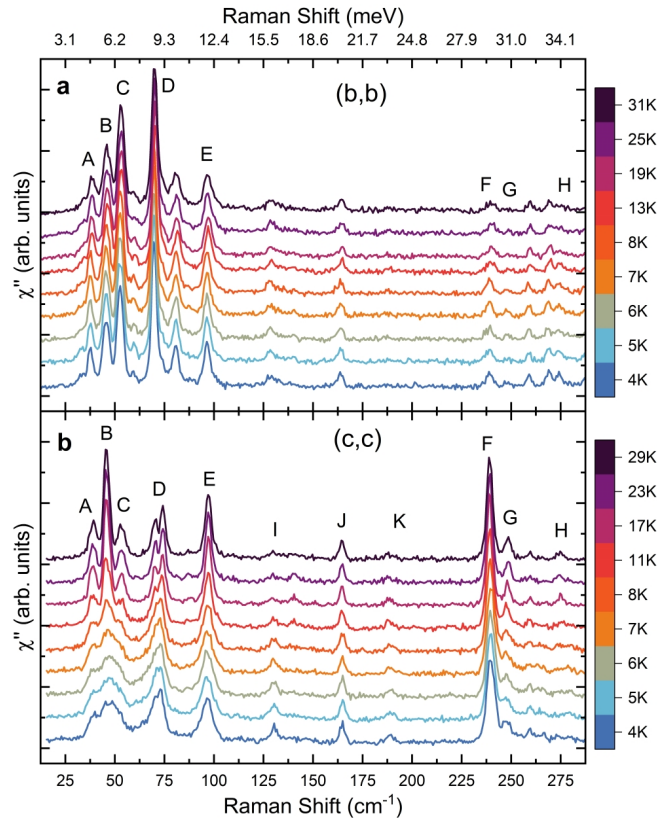 Raman Shift (meV)
3.1 6.2 9.3 12.4 15.5 18.6 21.7 24.8 27.9 31.0 34.1
a (b,b)
A B C D E F G H
χ'' (arb. units)
31K
25K
19K
13K
8K
7K
6K
5K
4K
b (c,c)
A B C D E I J K F G H
χ'' (arb. units)
29K
23K
17K
11K
8K
7K
6K
5K
4K
25 50 75 100 125 150 175 200 225 250 275
Raman Shift (cm⁻¹)